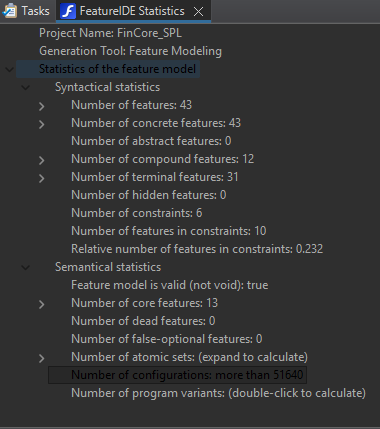 Tasks FeatureIDE Statistics
Project Name: FinCore_SPL
Generation Tool: Feature Modeling
Statistics of the feature model
Syntactical statistics
Number of features: 43
Number of concrete features: 43
Number of abstract features: 0
Number of compound features: 12
Number of terminal features: 31
Number of hidden features: 0
Number of constraints: 6
Number of features in constraints: 10
Relative number of features in constraints: 0.232
Semantical statistics
Feature model is valid (not void): true
Number of core features: 13
Number of dead features: 0
Number of false-optional features: 0
Number of atomic sets: (expand to calculate)
Number of configurations: more than 51640
Number of program variants: (double-click to calculate)